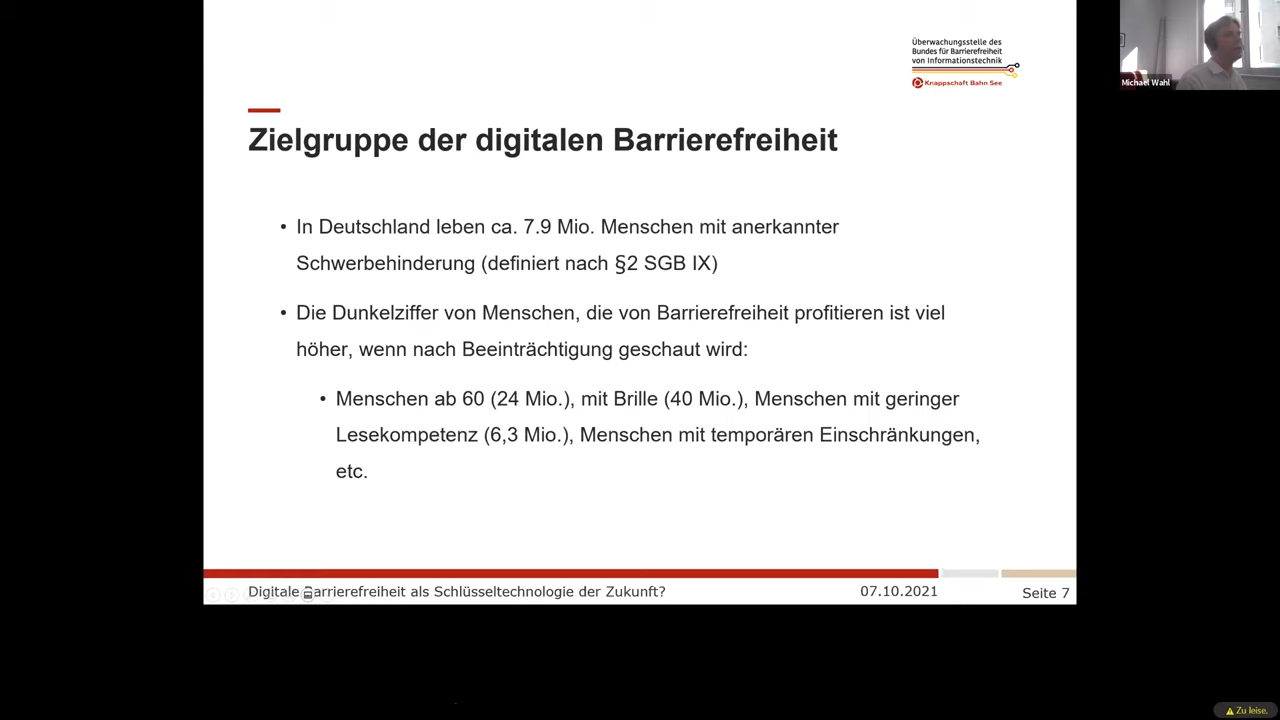 Überwachungsstelle des
Bundes für Barrierefreiheit
von Informationstechnik
Knappschaft Bahn See
Michael Wahl
Zielgruppe der digitalen Barrierefreiheit
• In Deutschland leben ca. 7.9 Mio. Menschen mit anerkannter
Schwerbehinderung (definiert nach §2 SGB IX)
• Die Dunkelziffer von Menschen, die von Barrierefreiheit profitieren ist viel
höher, wenn nach Beeinträchtigung geschaut wird:
• Menschen ab 60 (24 Mio.), mit Brille (40 Mio.), Menschen mit geringer
Lesekompetenz (6,3 Mio.), Menschen mit temporären Einschränkungen,
etc.
Digitale Barrierefreiheit als Schlüsseltechnologie der Zukunft?
07.10.2021
Seite 7
Zu leise.